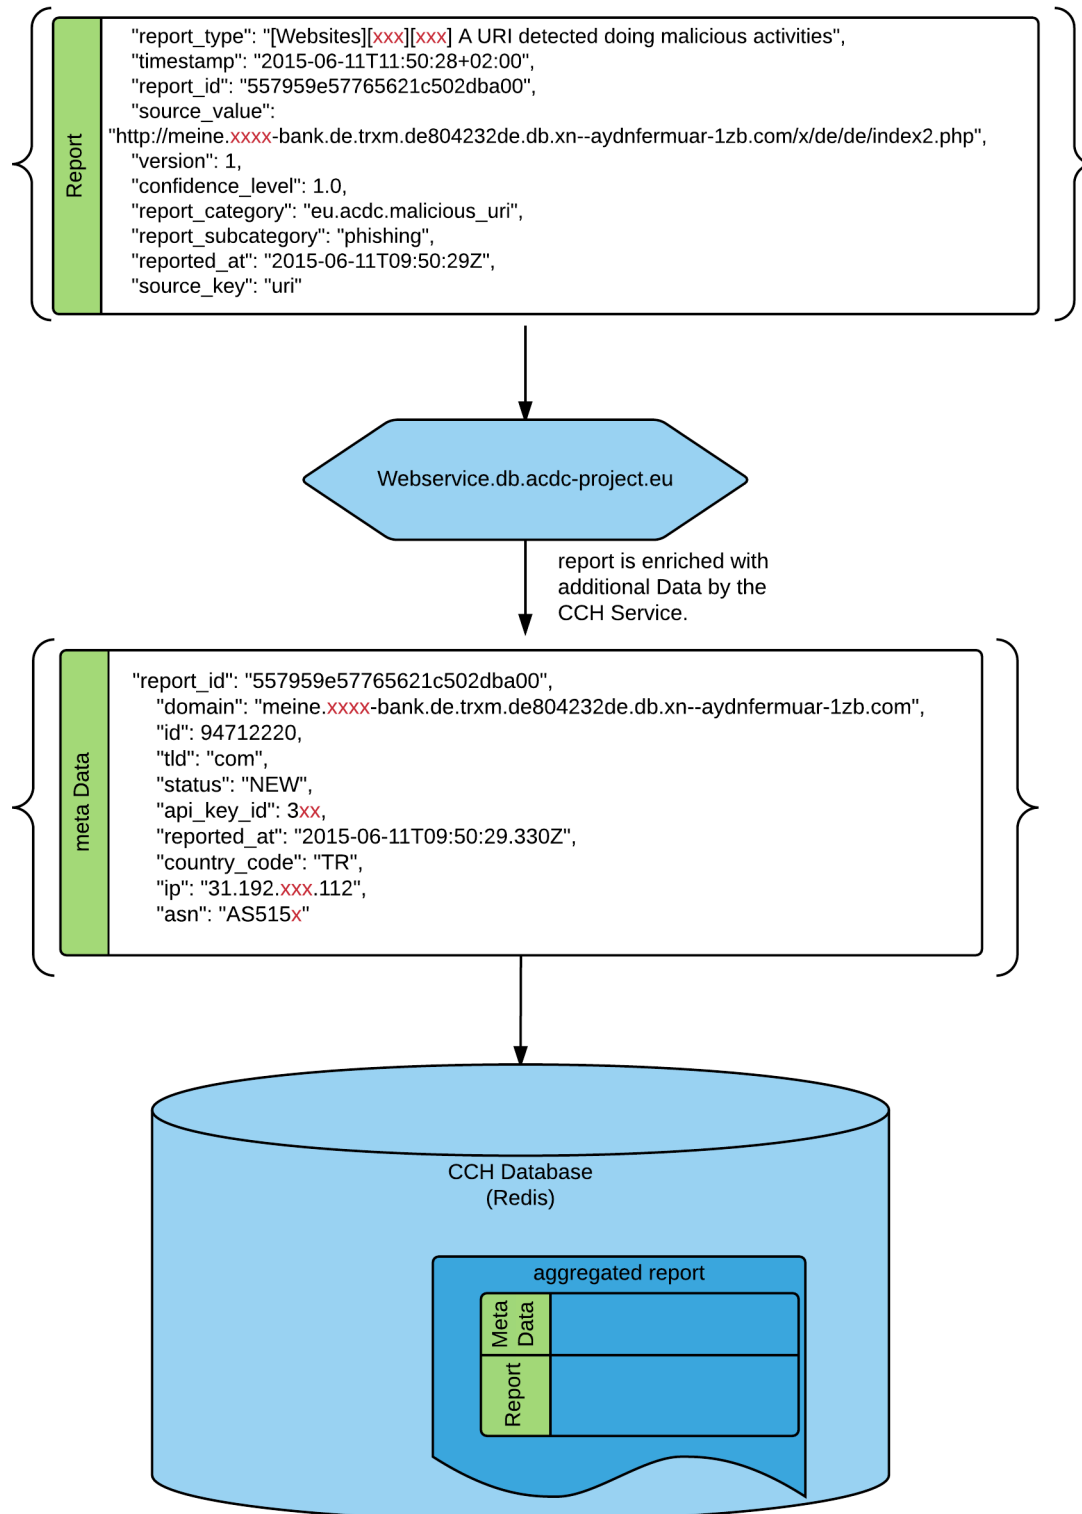 Report
"report_type": "[Websites][xxx][xxx] A URI detected doing malicious activities",
"timestamp": "2015-06-11T11:50:28+02:00",
"report_id": "557959e57765621c502dba00",
"source_value":
"http://meine.xxxx-bank.de.trxm.de804232de.db.xn--aydnfermuar-1zb.com/x/de/de/index2.php",
"version": 1,
"confidence_level": 1.0,
"report_category": "eu.acdc.malicious_uri",
"report_subcategory": "phishing",
"reported_at": "2015-06-11T09:50:29Z",
"source_key": "uri"
Webservice.db.acdc-project.eu
report is enriched with
additional Data by the
CCH Service.
meta Data
"report_id": "557959e57765621c502dba00",
"domain": "meine.xxxx-bank.de.trxm.de804232de.db.xn--aydnfermuar-1zb.com",
"id": 94712220,
"tld": "com",
"status": "NEW",
"api_key_id": 3xx,
"reported_at": "2015-06-11T09:50:29.330Z",
"country_code": "TR",
"ip": "31.192.xxx.112",
"asn": "AS515x"
CCH Database
(Redis)
aggregated report
Meta
Data
Report